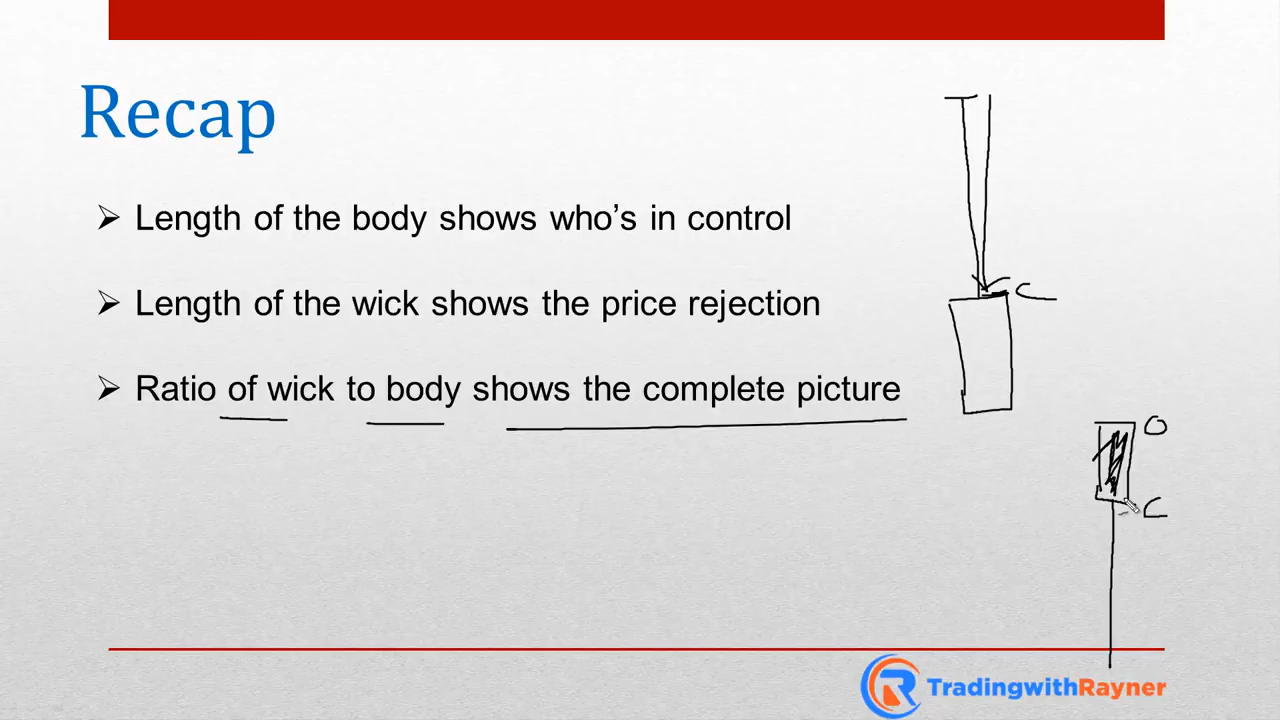 Recap
Length of the body shows who’s in control
Length of the wick shows the price rejection
C
Ratio of wick to body shows the complete picture
O
C
TradingwithRayner